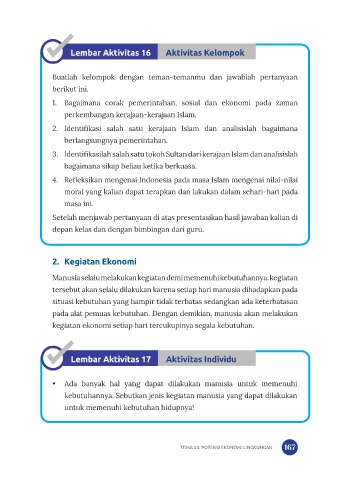 Lembar Aktivitas 16 Aktivitas Kelompok
Buatlah kelompok dengan teman-temanmu dan jawablah pertanyaan
berikut ini.
1. Bagaimana corak pemerintahan, sosial dan ekonomi pada zaman
perkembangan kerajaan-kerajaan Islam.
2. Identifikasi salah satu kerajaan Islam dan analisislah bagaimana
berlangsungnya pemerintahan.
3. Identifikasilah salah satu tokoh Sultan dari kerajaan Islam dan analisislah
bagaimana sikap beliau ketika berkuasa.
4. Refleksikan mengenai Indonesia pada masa Islam mengenai nilai-nilai
moral yang kalian dapat terapkan dan lakukan dalam sehari-hari pada
masa ini.
Setelah menjawab pertanyaan di atas presentasikan hasil jawaban kalian di
depan kelas dan dengan bimbingan dari guru.
2. Kegiatan Ekonomi
Manusia selalu melakukan kegiatan demi memenuhi kebutuhannya. kegiatan
tersebut akan selalu dilakukan karena setiap hari manusia dihadapkan pada
situasi kebutuhan yang hampir tidak terbatas sedangkan ada keterbatasan
pada alat pemuas kebutuhan. Dengan demikian, manusia akan melakukan
kegiatan ekonomi setiap hari tercukupinya segala kebutuhan.
Lembar Aktivitas 17 Aktivitas Individu
• Ada banyak hal yang dapat dilakukan manusia untuk memenuhi
kebutuhannya. Sebutkan jenis kegiatan manusia yang dapat dilakukan
untuk memenuhi kebutuhan hidupnya!
TEMA 03: POTENSI EKONOMI LINGKUNGAN 167